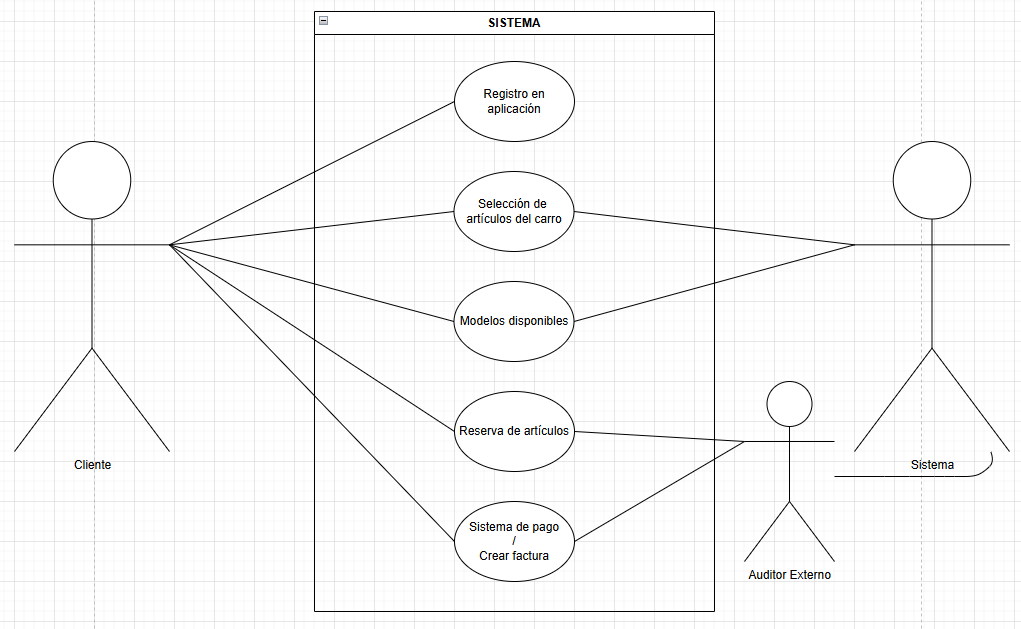 SISTEMA
Registro en
aplicación
Selección de
artículos del carro
Modelos disponibles
Reserva de artículos
Cliente
Sistema
Sistema de pago
/
Crear factura
Auditor Externo